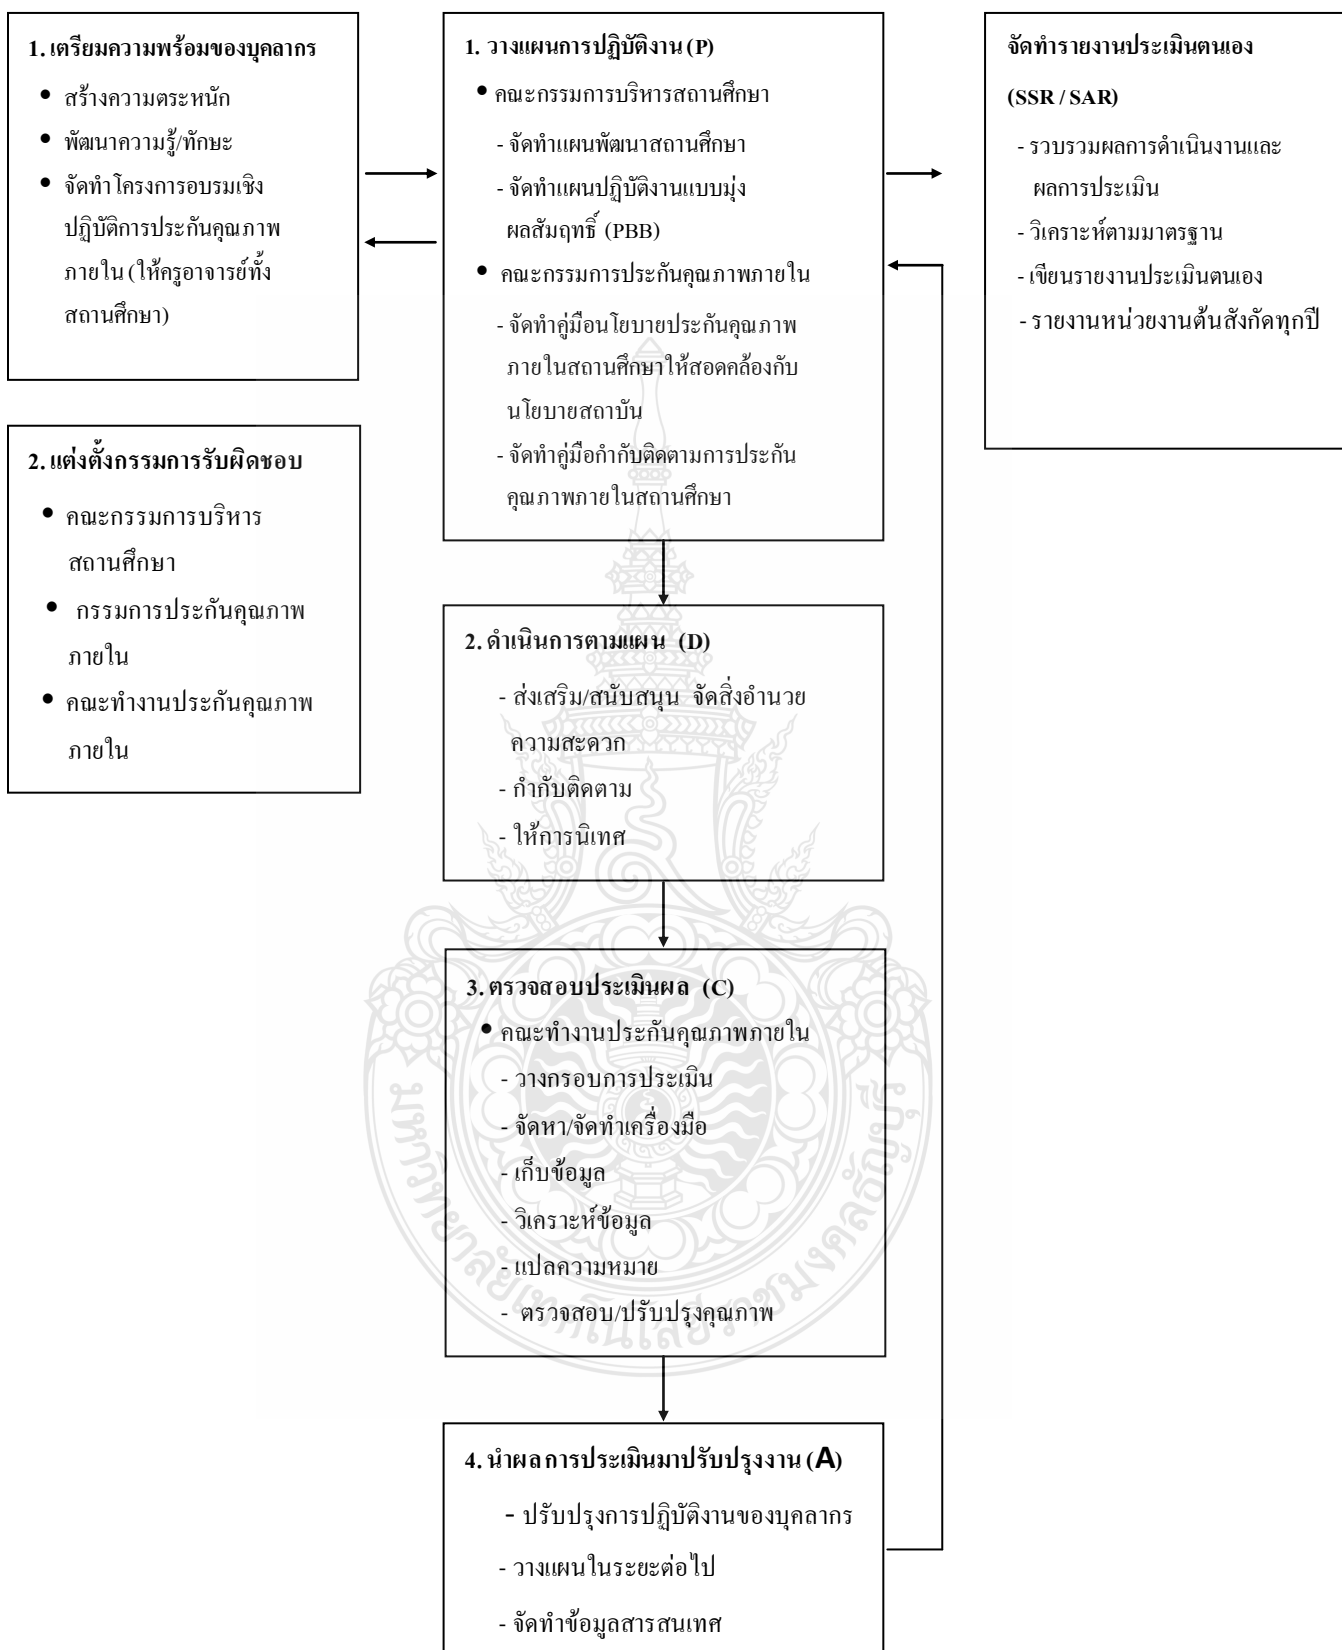 1. เตรียมความพร้อมของบุคลากร
• สร้างความตระหนัก
• พัฒนาความรู้/ทักษะ
• จัดทำโครงการอบรมเชิง
ปฏิบัติการประกันคุณภาพ
ภายใน (ให้ครูอาจารย์ทั้ง
สถานศึกษา)
2. แต่งตั้งกรรมการรับผิดชอบ
• คณะกรรมการบริหาร
สถานศึกษา
• กรรมการประกันคุณภาพ
ภายใน
• คณะทำงานประกันคุณภาพ
ภายใน
1. วางแผนการปฏิบัติงาน (P)
• คณะกรรมการบริหารสถานศึกษา
- จัดทำแผนพัฒนาสถานศึกษา
- จัดทำแผนปฏิบัติงานแบบมุ่ง
ผลสัมฤทธิ์ (PBB)
• คณะกรรมการประกันคุณภาพภายใน
- จัดทำคู่มือนโยบายประกันคุณภาพ
ภายในสถานศึกษาให้สอดคล้องกับ
นโยบายสถาบัน
- จัดทำคู่มือกำกับติดตามการประกัน
คุณภาพภายในสถานศึกษา
2. ดำเนินการตามแผน (D)
- ส่งเสริม/สนับสนุน จัดสิ่งอำนวย
ความสะดวก
- กำกับติดตาม
- ให้การนิเทศ
3. ตรวจสอบประเมินผล (C)
• คณะทำงานประกันคุณภาพภายใน
- วางกรอบการประเมิน
- จัดหา/จัดทำเครื่องมือ
- เก็บข้อมูล
- วิเคราะห์ข้อมูล
- แปลความหมาย
- ตรวจสอบ/ปรับปรุงคุณภาพ
4. นำผลการประเมินมาปรับปรุงงาน (A)
- ปรับปรุงการปฏิบัติงานของบุคลากร
- วางแผนในระยะต่อไป
- จัดทำข้อมูลสารสนเทศ
จัดทำรายงานประเมินตนเอง
(SSR / SAR)
- รวบรวมผลการดำเนินงานและ
ผลการประเมิน
- วิเคราะห์ตามมาตรฐาน
- เขียนรายงานประเมินตนเอง
- รายงานหน่วยงานต้นสังกัดทุกปี
มหาวิทยาลัยเทคโนโลยีราชมงคลธัญบุรี